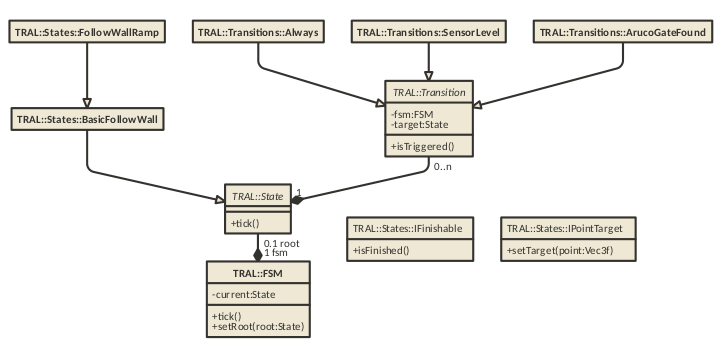 TRAL::States::FollowWallRamp
TRAL::Transitions::Always
TRAL::Transitions::SensorLevel
TRAL::Transitions::ArucoGateFound
TRAL::Transition
-fsm:FSM
-target:State
+isTriggered()
TRAL::States::BasicFollowWall
0..n
TRAL::State
+tick()
1
TRAL::States::IFinishable
+isFinished()
TRAL::States::IPointTarget
+setTarget(point:Vec3f)
0.1 root
1 fsm
TRAL::FSM
-current:State
+tick()
+setRoot(root:State)